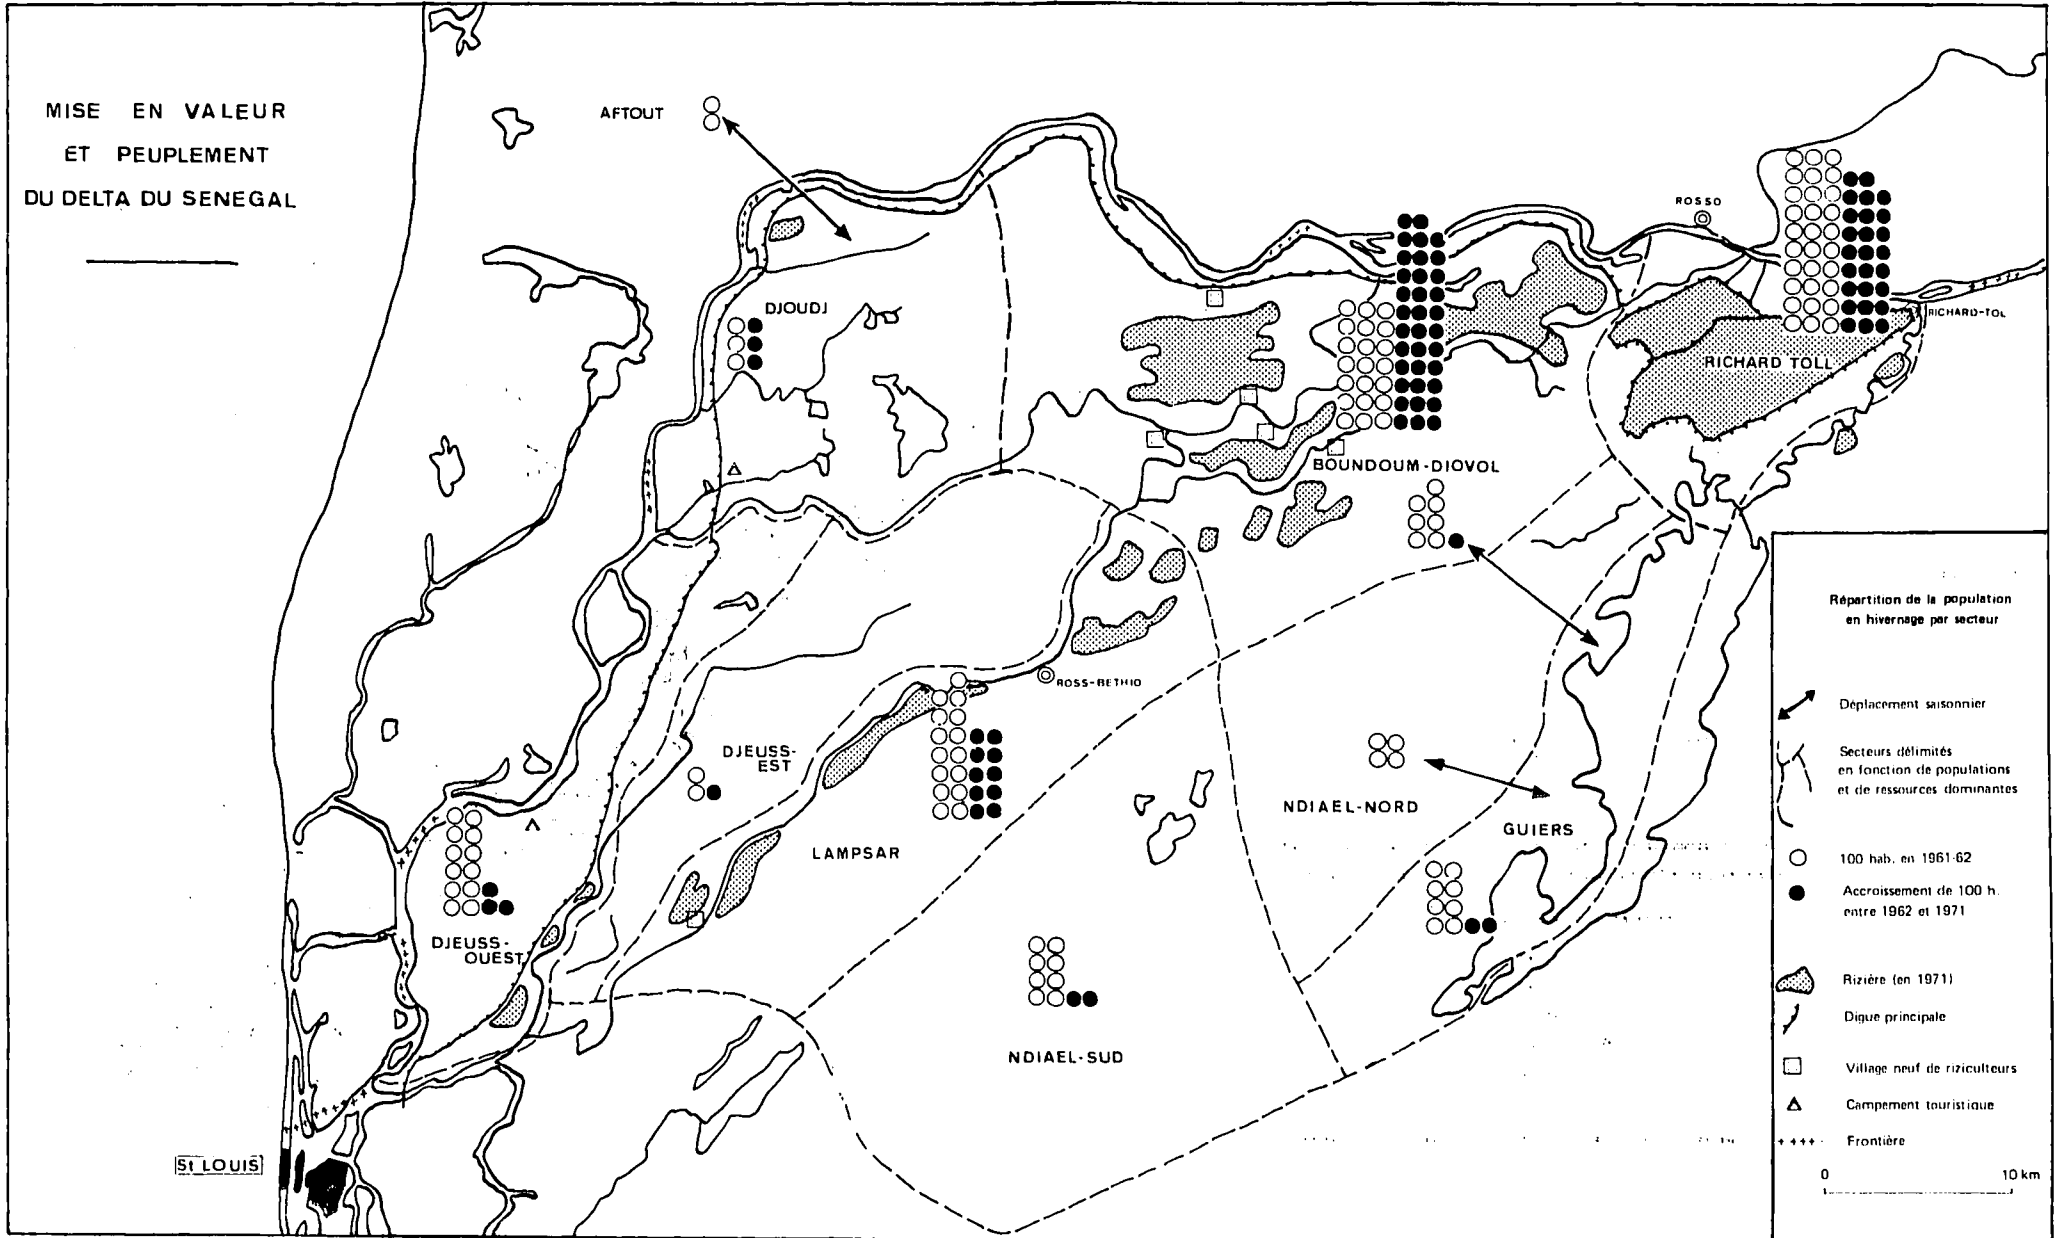 MISE EN VALEUR
ET PEUPLEMENT
DU DELTA DU SENEGAL
AFTOUT
ROSSO
DJOUDJ
RICHARD-TOL
RICHARD TOLL
BOUNDOUM-DIOVOL
ROSS-BETHIO
DJEUSS-
EST
NDIAEL-NORD
GUIERS
LAMPSAR
DJEUSS-
OUEST
NDIAEL-SUD
St LOUIS
Répartition de la population
en hivernage par secteur
Déplacement saisonnier
Secteurs délimités
en fonction de populations
et de ressources dominantes
100 hab. en 1961-62
Accroissement de 100 h.
entre 1962 et 1971
Rizière (en 1971)
Digue principale
Village neuf de riziculteurs
Campement touristique
Frontière
0 10 km